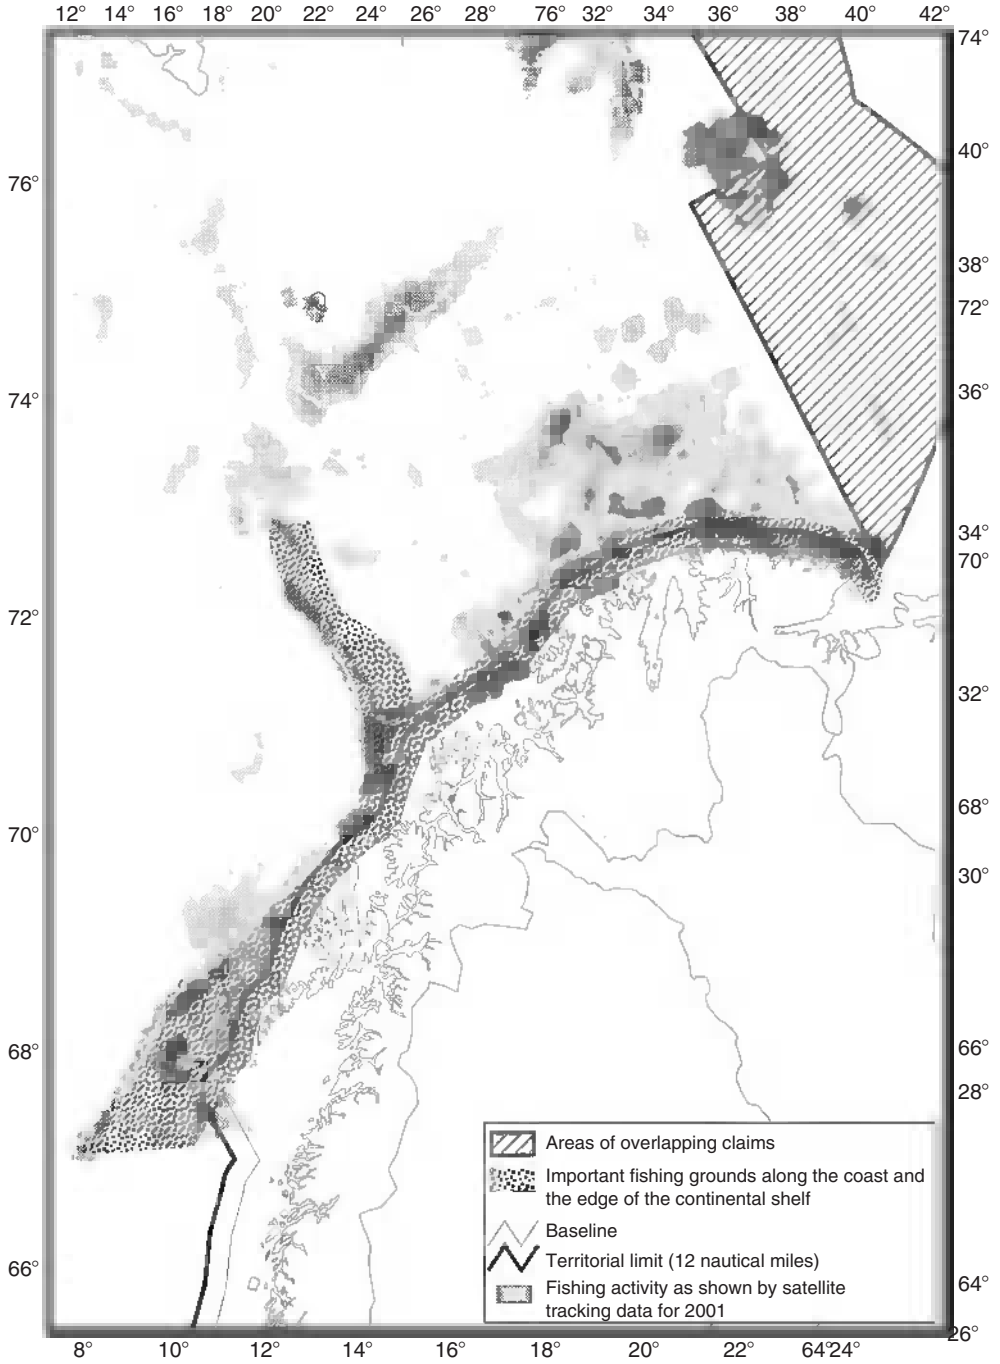 12° 14° 16° 18° 20° 22° 24° 26° 28° 76° 32° 34° 36° 38° 40° 42°
74°
40°
76°
38°
72°
36°
74°
34°
70°
72°
32°
68°
70°
30°
68°
66°
28°
Areas of overlapping claims
Important fishing grounds along the coast and
the edge of the continental shelf
Baseline
Territorial limit (12 nautical miles)
66°
64°
Fishing activity as shown by satellite
tracking data for 2001
26°
8° 10° 12° 14° 16° 18° 20° 22° 64°24°